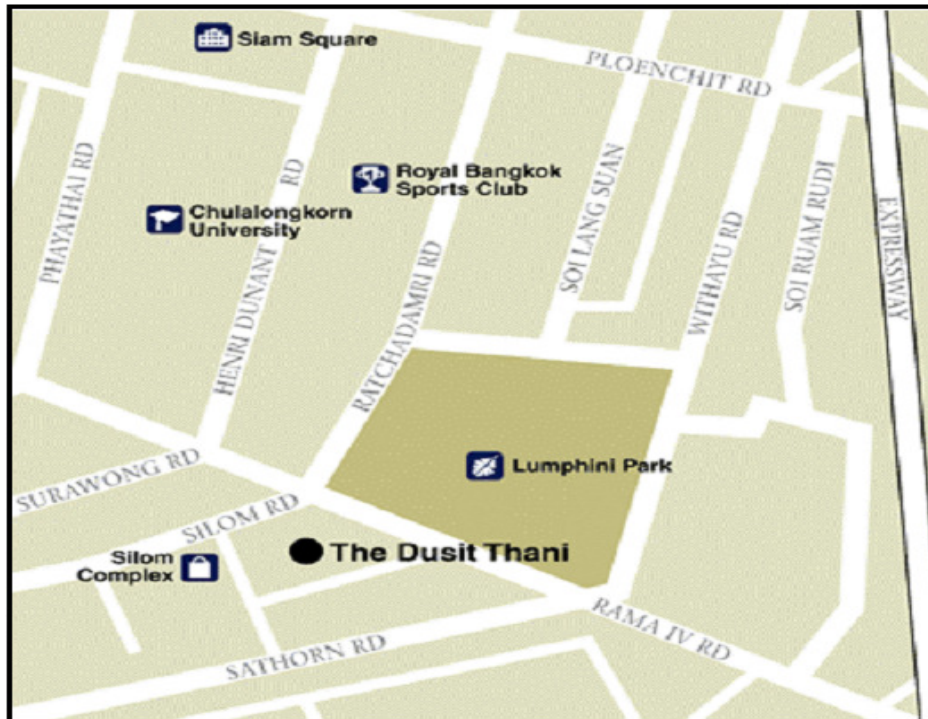 Siam Square
PLOENCHIT RD
PHAYATHAI RD
HENRI DUNANT RD
Royal Bangkok
Sports Club
Chulalongkorn
University
RATCHADAMRI RD
SOI LANG SUAN
WITHAYU RD
SOI RUAM RUDI
EXPRESSWAY
Lumphini Park
SURAWONG RD
SILOM RD
The Dusit Thani
Silom
Complex
SATHORN RD
RAMA IV RD